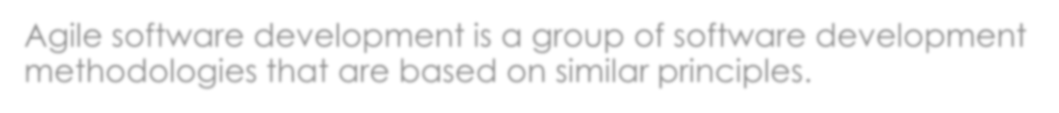 Agile software development is a group of software development
methodologies that are based on similar principles.